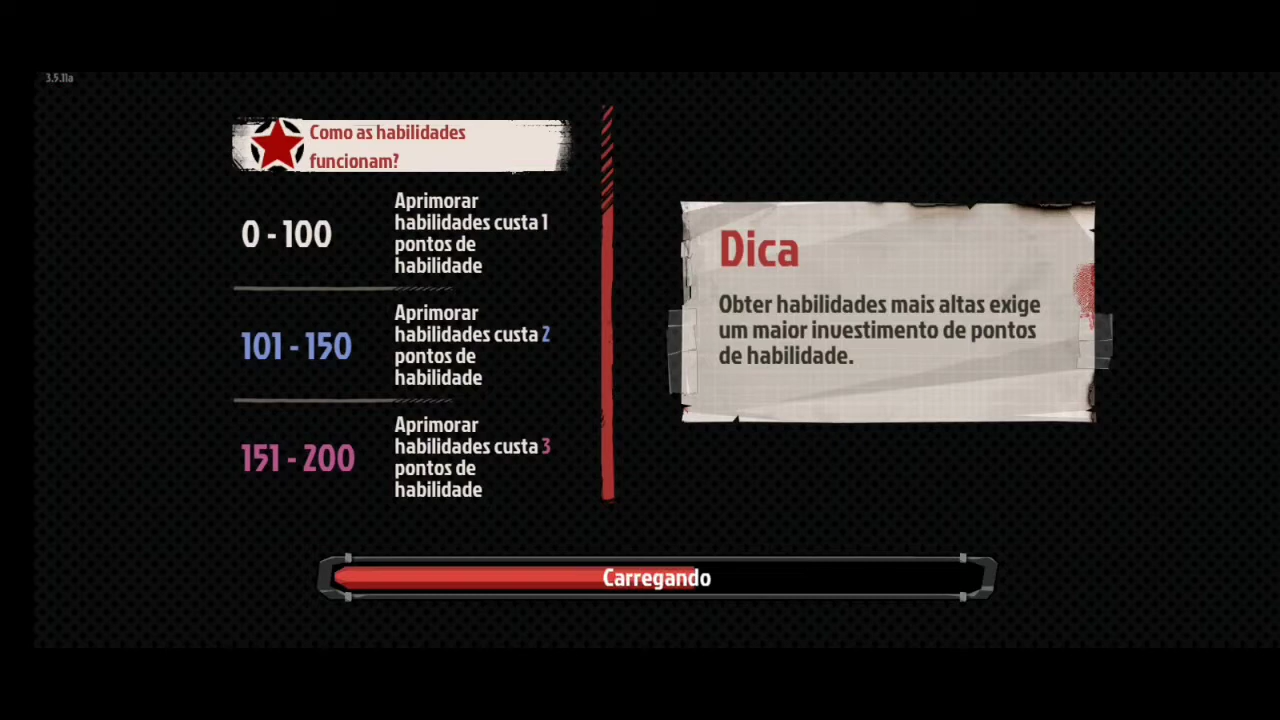 3.5.11a
Como as habilidades
funcionam?
0 - 100
Aprimorar
habilidades custa 1
pontos de
habilidade
101 - 150
Aprimorar
habilidades custa 2
pontos de
habilidade
151 - 200
Aprimorar
habilidades custa 3
pontos de
habilidade
Dica
Obter habilidades mais altas exige
um maior investimento de pontos
de habilidade.
Carregando